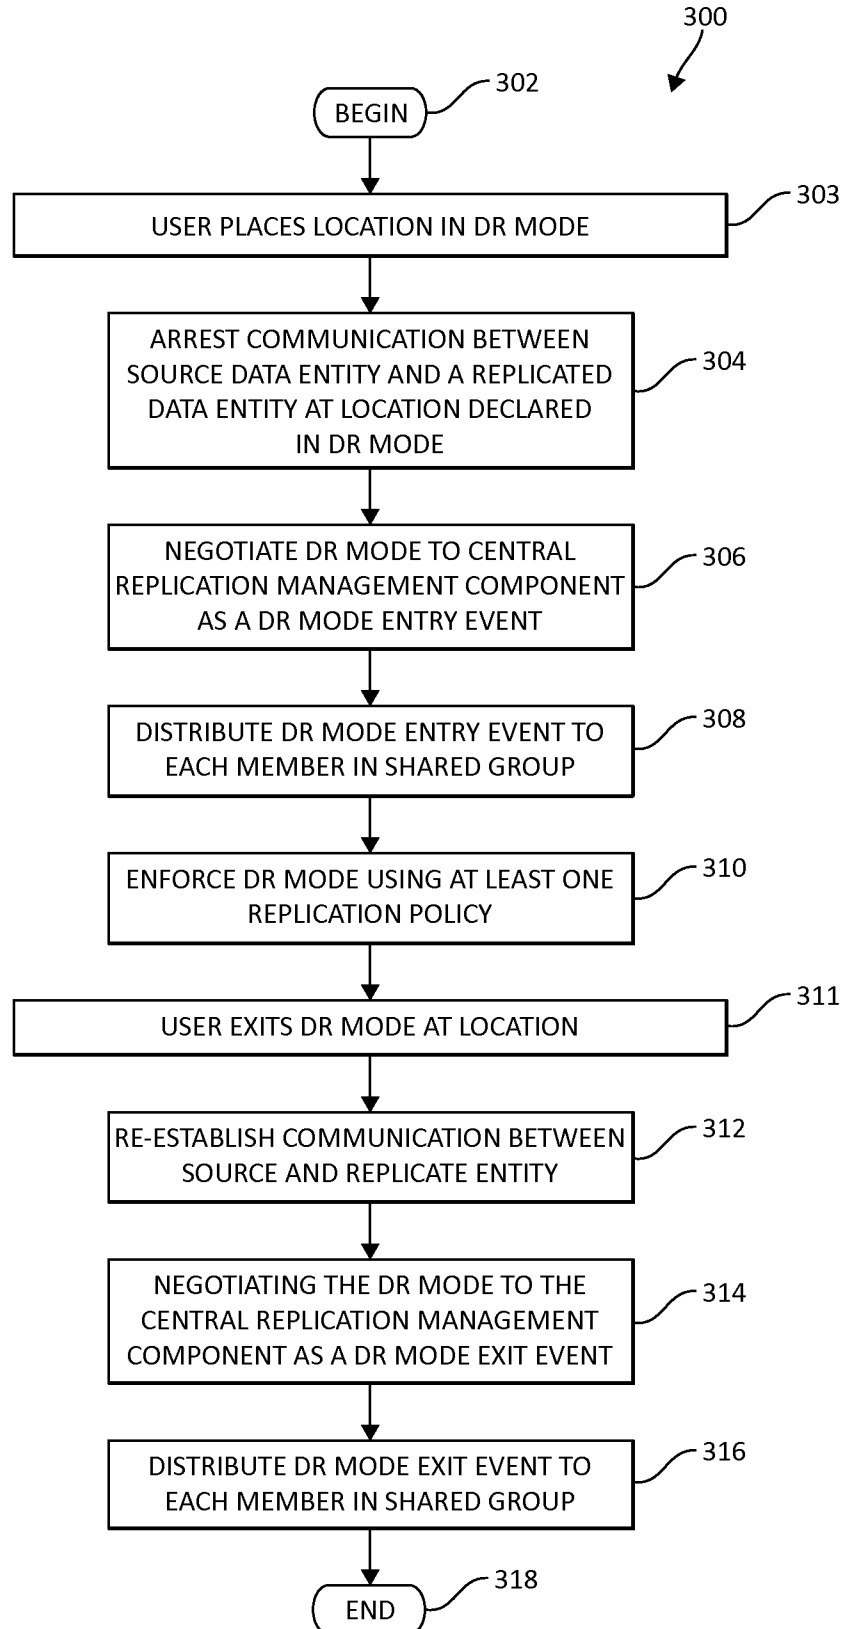 300
302
BEGIN
303
USER PLACES LOCATION IN DR MODE
ARREST COMMUNICATION BETWEEN
SOURCE DATA ENTITY AND A REPLICATED
DATA ENTITY AT LOCATION DECLARED
IN DR MODE
304
NEGOTIATE DR MODE TO CENTRAL
REPLICATION MANAGEMENT COMPONENT
AS A DR MODE ENTRY EVENT
306
DISTRIBUTE DR MODE ENTRY EVENT TO
EACH MEMBER IN SHARED GROUP
308
ENFORCE DR MODE USING AT LEAST ONE
REPLICATION POLICY
310
USER EXITS DR MODE AT LOCATION
311
RE-ESTABLISH COMMUNICATION BETWEEN
SOURCE AND REPLICATE ENTITY
312
NEGOTIATING THE DR MODE TO THE
CENTRAL REPLICATION MANAGEMENT
COMPONENT AS A DR MODE EXIT EVENT
314
DISTRIBUTE DR MODE EXIT EVENT TO
EACH MEMBER IN SHARED GROUP
316
END
318